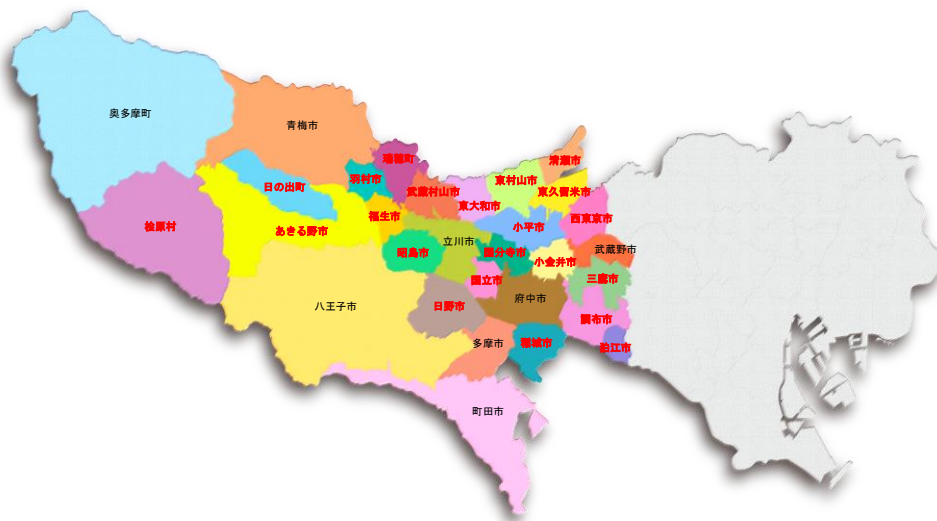 奥多摩町
青梅市
瑞穂町
清瀬市
羽村市
日の出町
武蔵村山市
東村山市
東久留米市
東大和市
桧原村
あきる野市
福生市
小平市
西東京市
昭島市
立川市
国分寺市
小金井市
武蔵野市
国立市
三鷹市
八王子市
日野市
府中市
調布市
多摩市
稲城市
狛江市
町田市